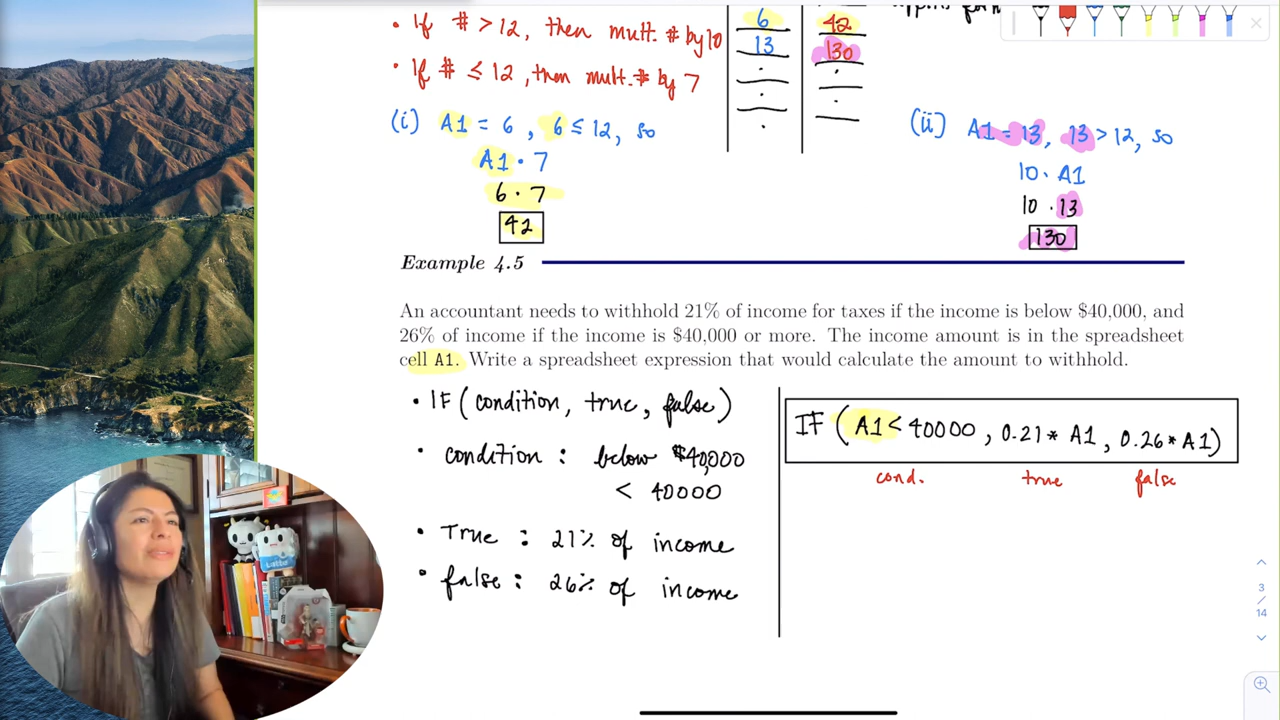 • If # > 12, then mult. # by 10
• If # ≤ 12, then mult. # by 7
6 42
13 130
(i) A1 = 6, 6 ≤ 12, so
A1 · 7
6 · 7
42
(ii) A1 = 13, 13 > 12, so
10 · A1
10 · 13
130
Example 4.5
An accountant needs to withhold 21% of income for taxes if the income is below $40,000, and
26% of income if the income is $40,000 or more. The income amount is in the spreadsheet
cell A1. Write a spreadsheet expression that would calculate the amount to withhold.
• IF (condition, true, false)
• condition : below $40,000
< 40000
• True : 21% of income
• false : 26% of income
IF (A1 < 40000, 0.21 * A1, 0.26 * A1)
cond. true false
3
/
14